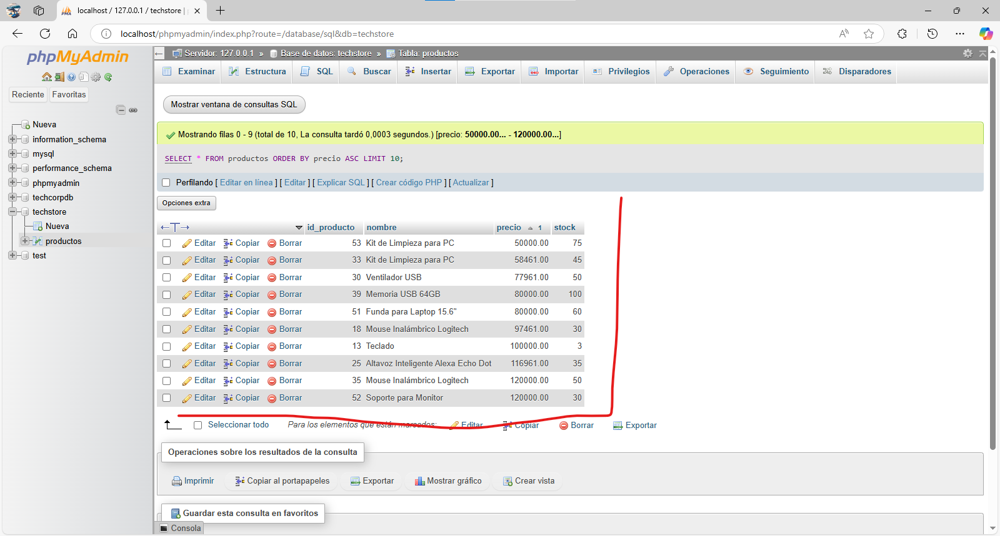 localhost / 127.0.0.1 / techstore |
localhost/phpmyadmin/index.php?route=/database/sql&db=techstore
phpMyAdmin
Reciente Favoritas
Nueva
information_schema
mysql
performance_schema
phpmyadmin
techcorpdb
techstore
Nueva
productos
test
Servidor: 127.0.0.1 » Base de datos: techstore » Tabla: productos
Examinar Estructura SQL Buscar Insertar Exportar Importar Privilegios Operaciones Seguimiento Disparadores
Mostrar ventana de consultas SQL
Mostrando filas 0 - 9 (total de 10, La consulta tardó 0,0003 segundos.) [precio: 50000.00... - 120000.00...]
SELECT * FROM productos ORDER BY precio ASC LIMIT 10;
Perfilando [ Editar en línea ] [ Editar ] [ Explicar SQL ] [ Crear código PHP ] [ Actualizar ]
Opciones extra
id_producto nombre precio 1 stock
Editar Copiar Borrar 53 Kit de Limpieza para PC 50000.00 75
Editar Copiar Borrar 33 Kit de Limpieza para PC 58461.00 45
Editar Copiar Borrar 30 Ventilador USB 77961.00 50
Editar Copiar Borrar 39 Memoria USB 64GB 80000.00 100
Editar Copiar Borrar 51 Funda para Laptop 15.6" 80000.00 60
Editar Copiar Borrar 18 Mouse Inalámbrico Logitech 97461.00 30
Editar Copiar Borrar 13 Teclado 100000.00 3
Editar Copiar Borrar 25 Altavoz Inteligente Alexa Echo Dot 116961.00 35
Editar Copiar Borrar 35 Mouse Inalámbrico Logitech 120000.00 50
Editar Copiar Borrar 52 Soporte para Monitor 120000.00 30
Seleccionar todo Para los elementos que están marcados: Editar Copiar Borrar Exportar
Operaciones sobre los resultados de la consulta
Imprimir Copiar al portapapeles Exportar Mostrar gráfico Crear vista
Guardar esta consulta en favoritos
Consola